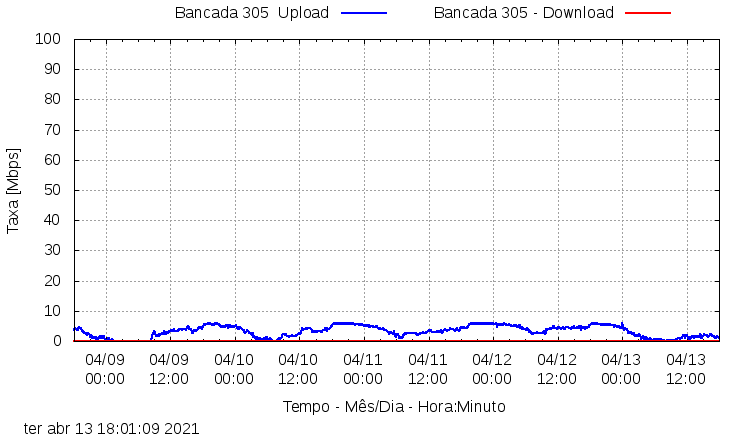 Bancada 305  Upload
Bancada 305 - Download
Taxa [Mbps]
100
90
80
70
60
50
40
30
20
10
0
04/09 04/09 04/10 04/10 04/11 04/11 04/12 04/12 04/13 04/13
00:00 12:00 00:00 12:00 00:00 12:00 00:00 12:00 00:00 12:00
Tempo - Mês/Dia - Hora:Minuto
ter abr 13 18:01:09 2021